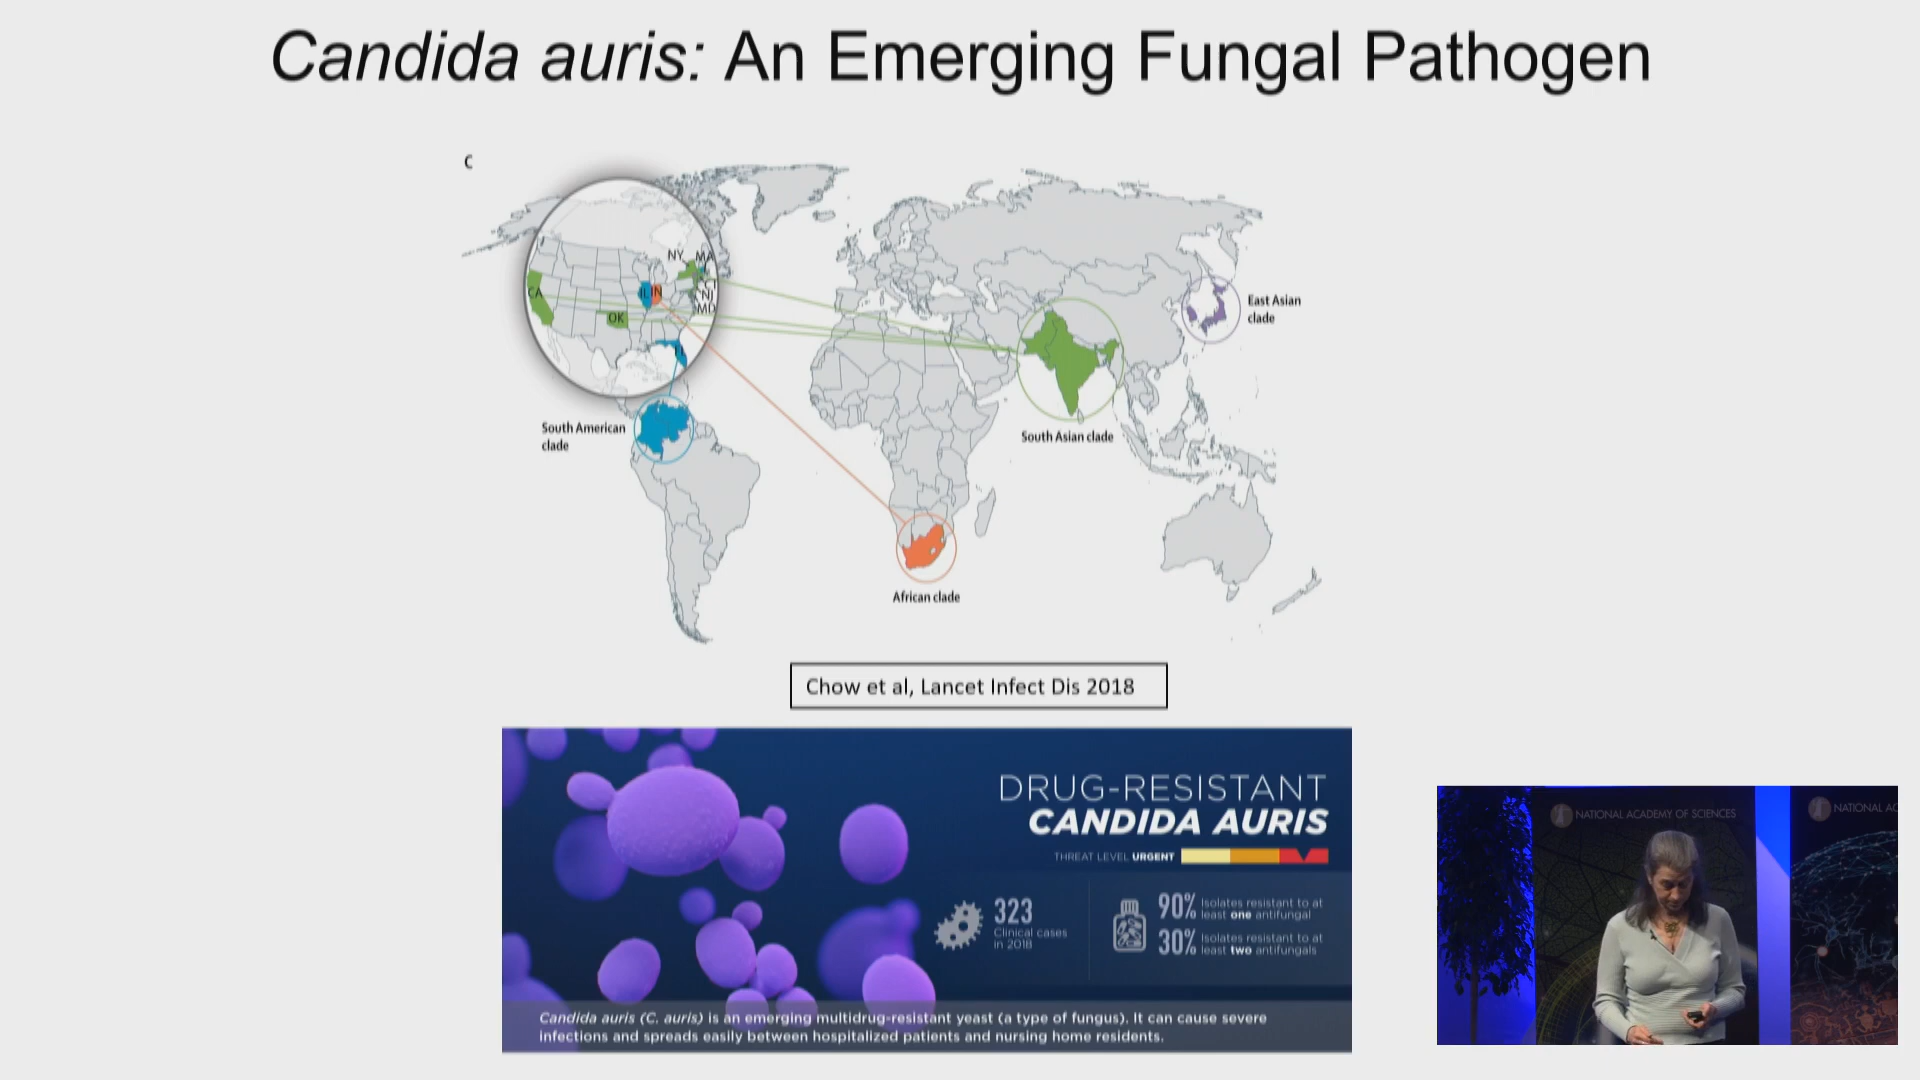 Candida auris: An Emerging Fungal Pathogen
C
NY
MA
CT
NJ
MD
CA
IL
IN
OK
East Asian
clade
South American
clade
South Asian clade
African clade
Chow et al, Lancet Infect Dis 2018
DRUG-RESISTANT
CANDIDA AURIS
THREAT LEVEL URGENT
323
Clinical cases
in 2018
90% Isolates resistant to at
least one antifungal
30% Isolates resistant to at
least two antifungals
Candida auris (C. auris) is an emerging multidrug-resistant yeast (a type of fungus). It can cause severe
infections and spreads easily between hospitalized patients and nursing home residents.
NATIONAL ACADEMY OF SCIENCES
NATIONAL AC